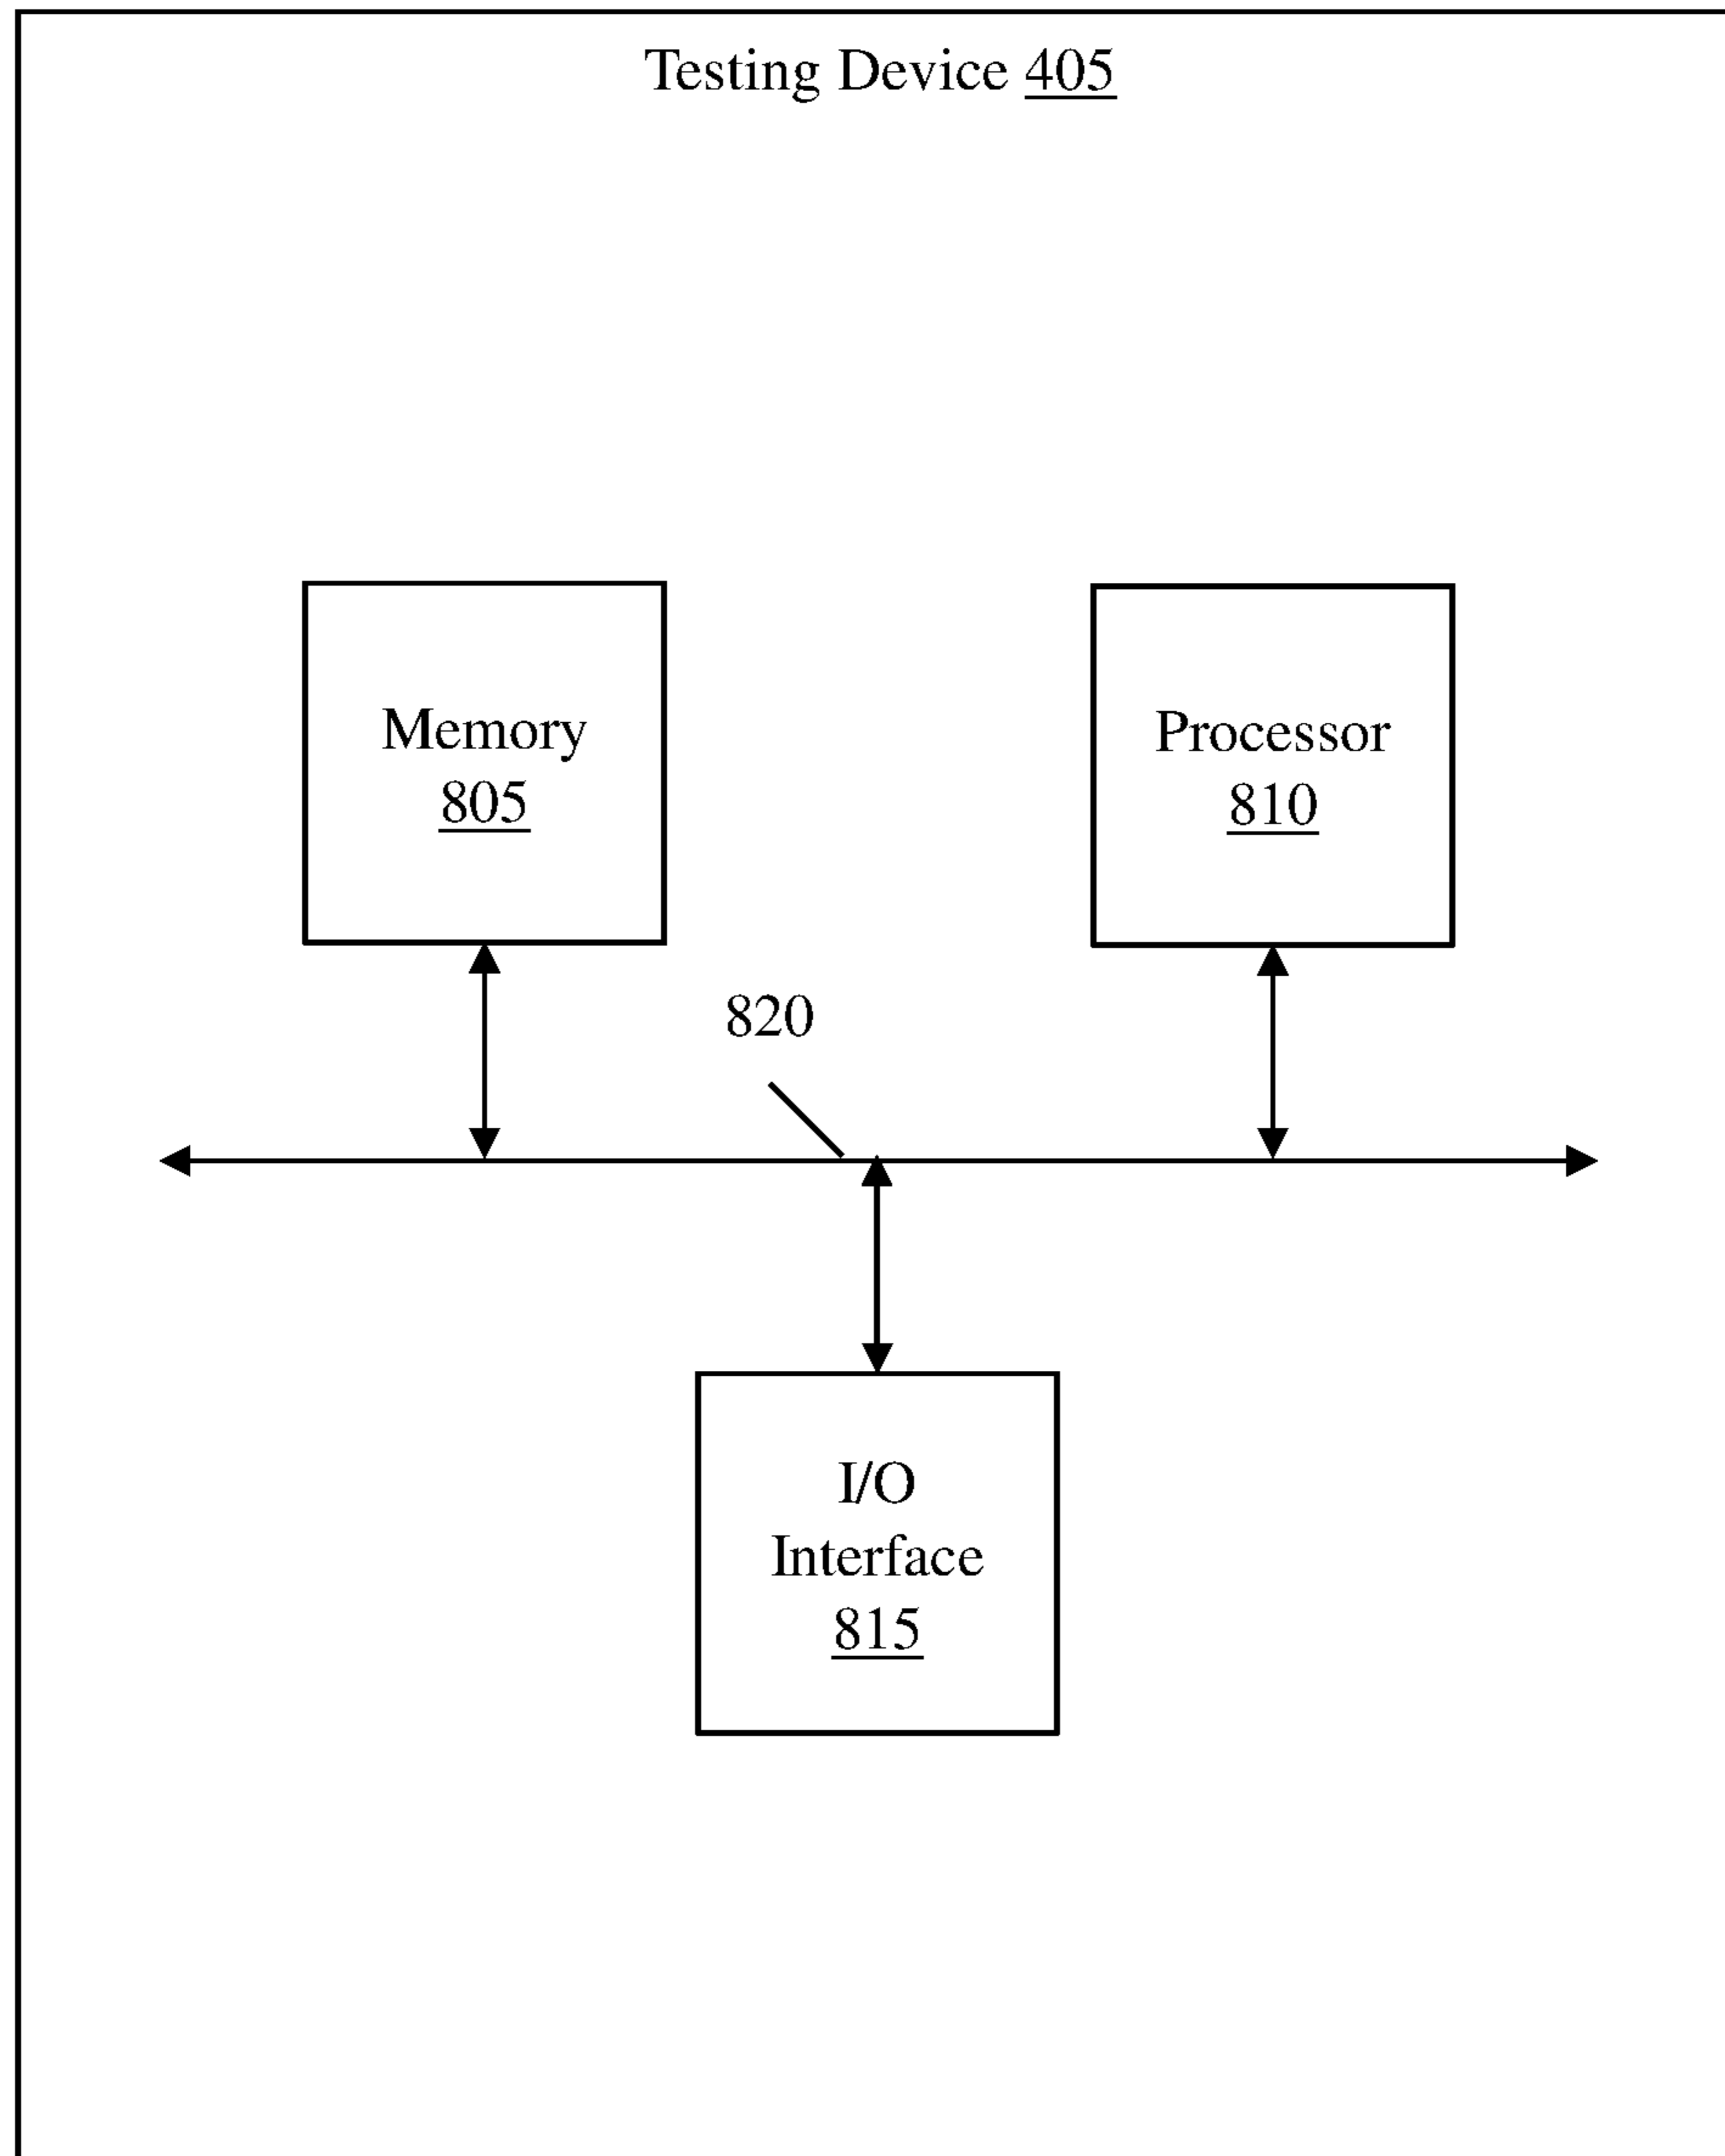 Testing Device 405
Memory
805
Processor
810
820
I/O
Interface
815